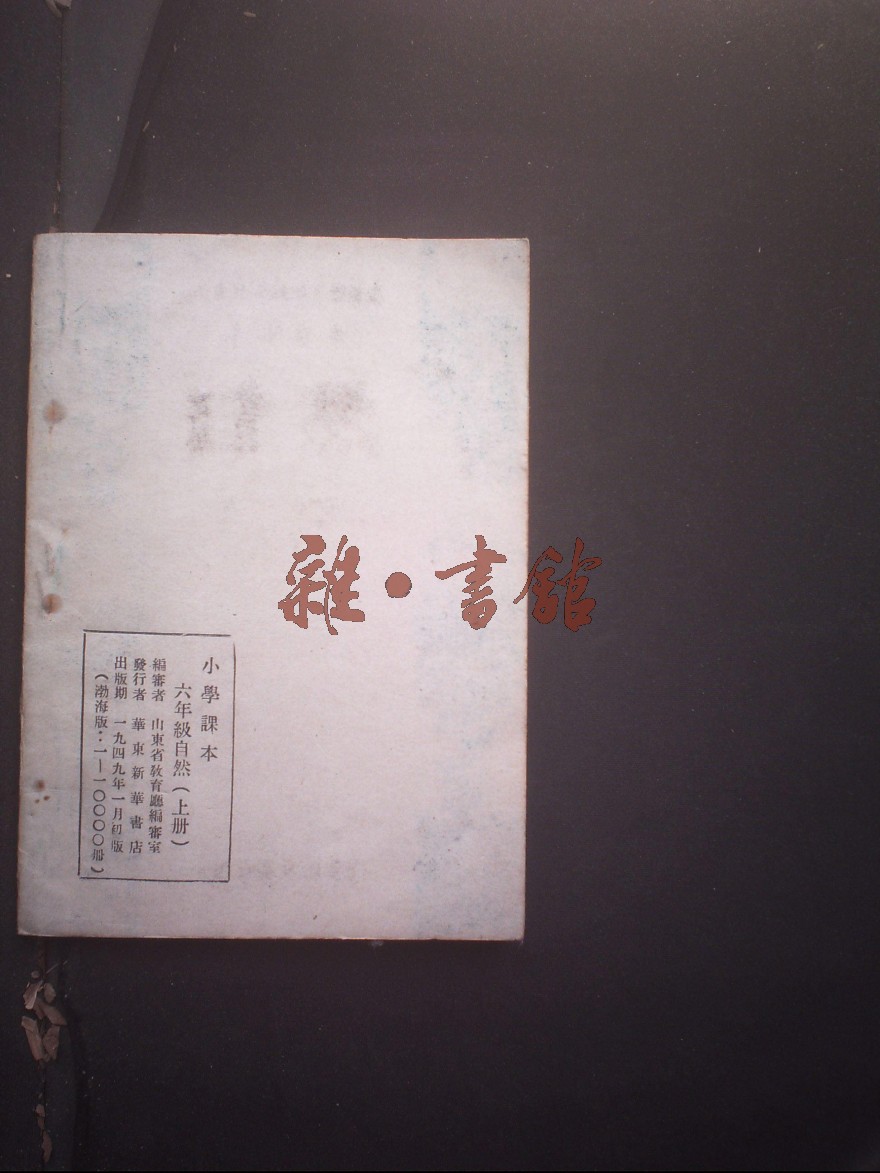 小學課本
六年級自然(上册)
編審者 山東省教育廳編審室
發行者 華東新華書店
出版期 一九四九年一月初版
(渤海版:一—一〇〇〇〇册)
雜·書館